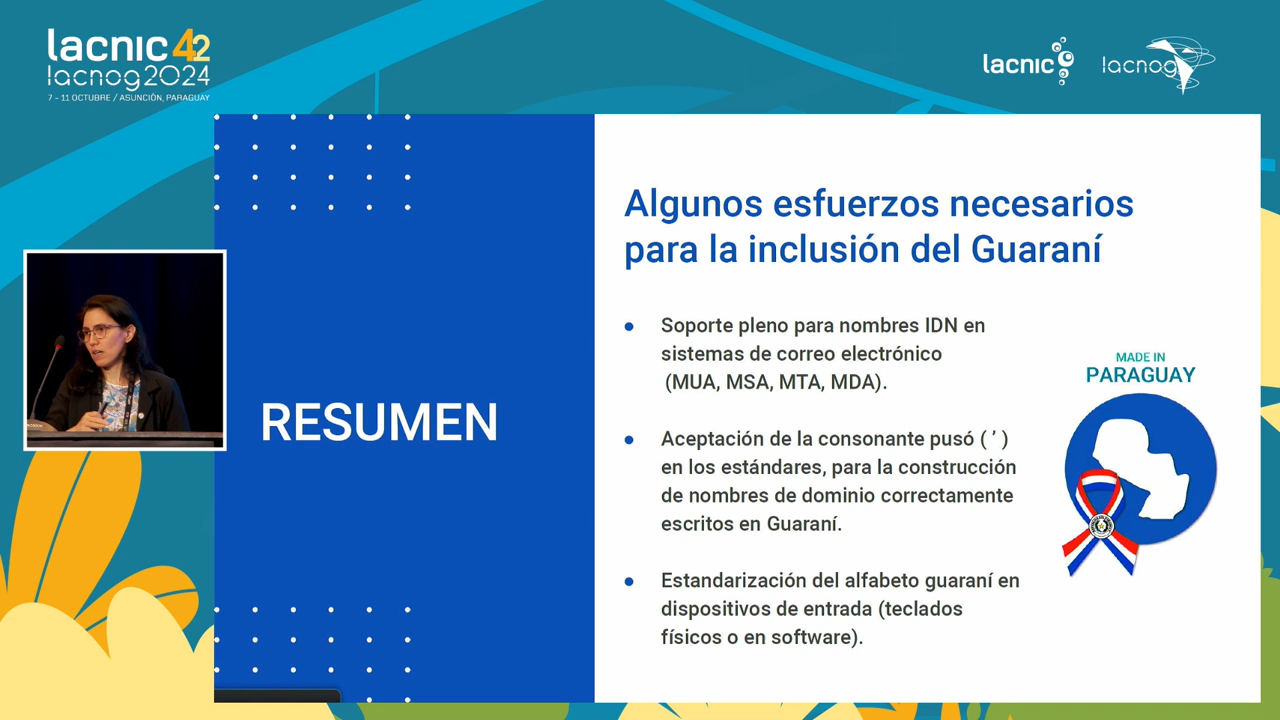 lacnic 42
lacnog2024
7 - 11 OCTUBRE / ASUNCIÓN, PARAGUAY
lacnic
lacnog
RESUMEN
Algunos esfuerzos necesarios
para la inclusión del Guaraní
• Soporte pleno para nombres IDN en
sistemas de correo electrónico
(MUA, MSA, MTA, MDA).
• Aceptación de la consonante pusó ( ’ )
en los estándares, para la construcción
de nombres de dominio correctamente
escritos en Guaraní.
• Estandarización del alfabeto guaraní en
dispositivos de entrada (teclados
físicos o en software).
MADE IN
PARAGUAY